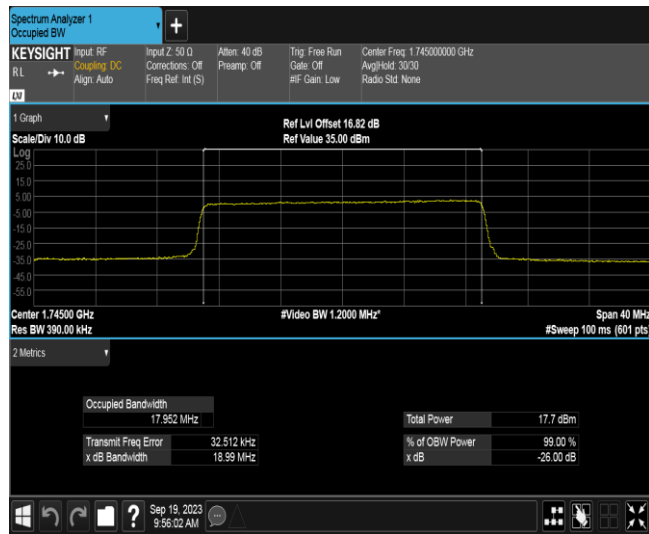 Spectrum Analyzer 1
Occupied BW
+
KEYSIGHT Input: RF Input Z: 50 Ω Atten: 40 dB Trig: Free Run Center Freq: 1.745000000 GHz
RL Coupling: DC Corrections: Off Preamp: Off Gate: Off Avg|Hold: 30/30
Align: Auto Freq Ref: Int (S) #IF Gain: Low Radio Std: None
LXI
1 Graph
Ref Lvl Offset 16.82 dB
Scale/Div 10.0 dB Ref Value 35.00 dBm
Log
25.0
15.0
5.00
-5.00
-15.0
-25.0
-35.0
-45.0
-55.0
Center 1.74500 GHz #Video BW 1.2000 MHz* Span 40 MHz
Res BW 390.00 kHz #Sweep 100 ms (601 pts)
2 Metrics
Occupied Bandwidth
17.952 MHz Total Power 17.7 dBm
Transmit Freq Error 32.512 kHz % of OBW Power 99.00 %
x dB Bandwidth 18.99 MHz x dB -26.00 dB
? Sep 19, 2023
9:56:02 AM